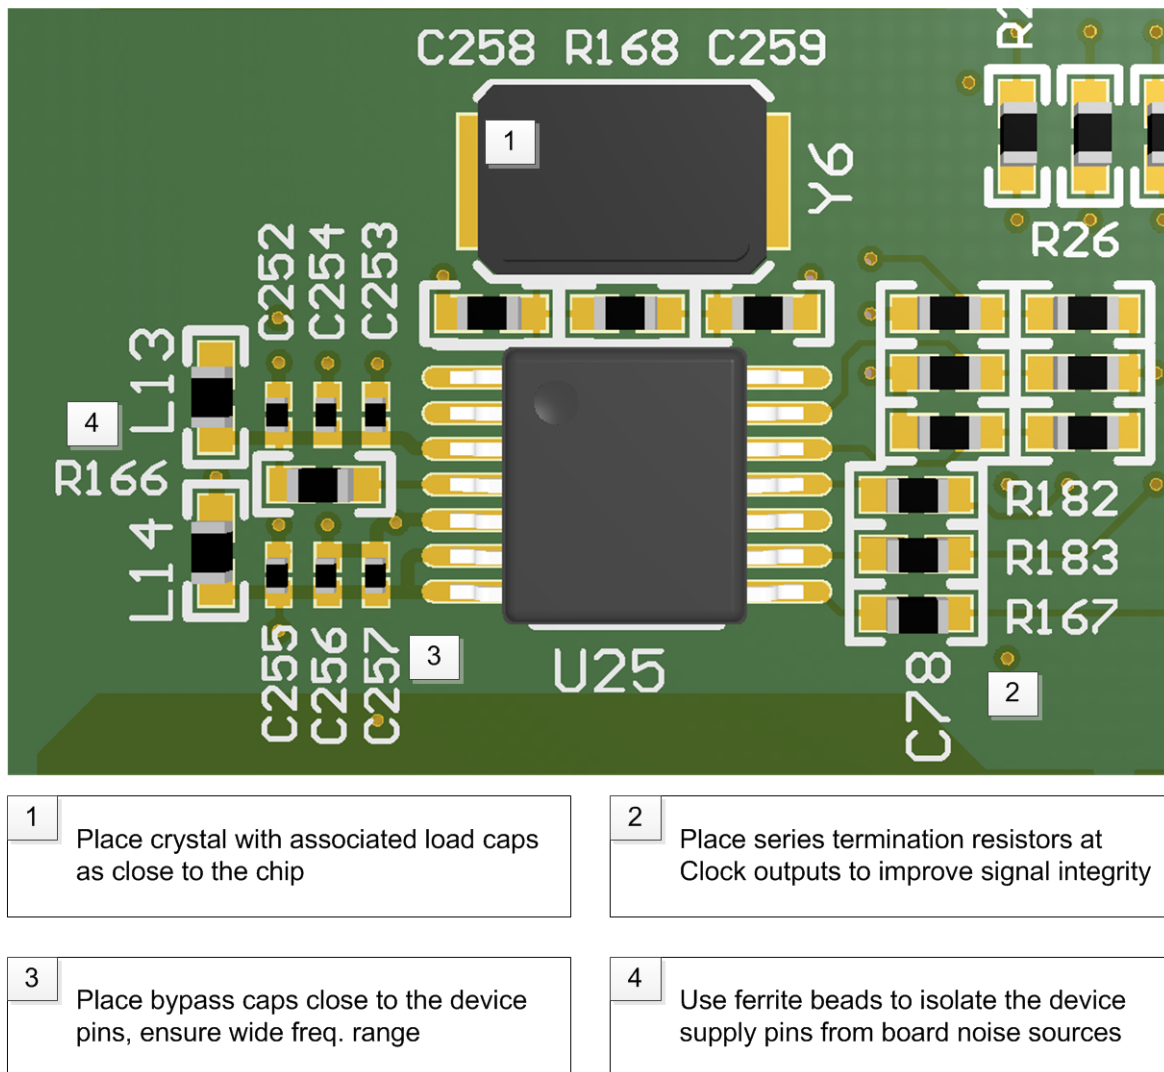 C258 R168 C259
R2
1
Y6
R26
C252
C254
C253
L13
4
R166
L14
R182
R183
R167
C255
C256
C257
3
U25
C78
2
1
Place crystal with associated load caps
as close to the chip
2
Place series termination resistors at
Clock outputs to improve signal integrity
3
Place bypass caps close to the device
pins, ensure wide freq. range
4
Use ferrite beads to isolate the device
supply pins from board noise sources